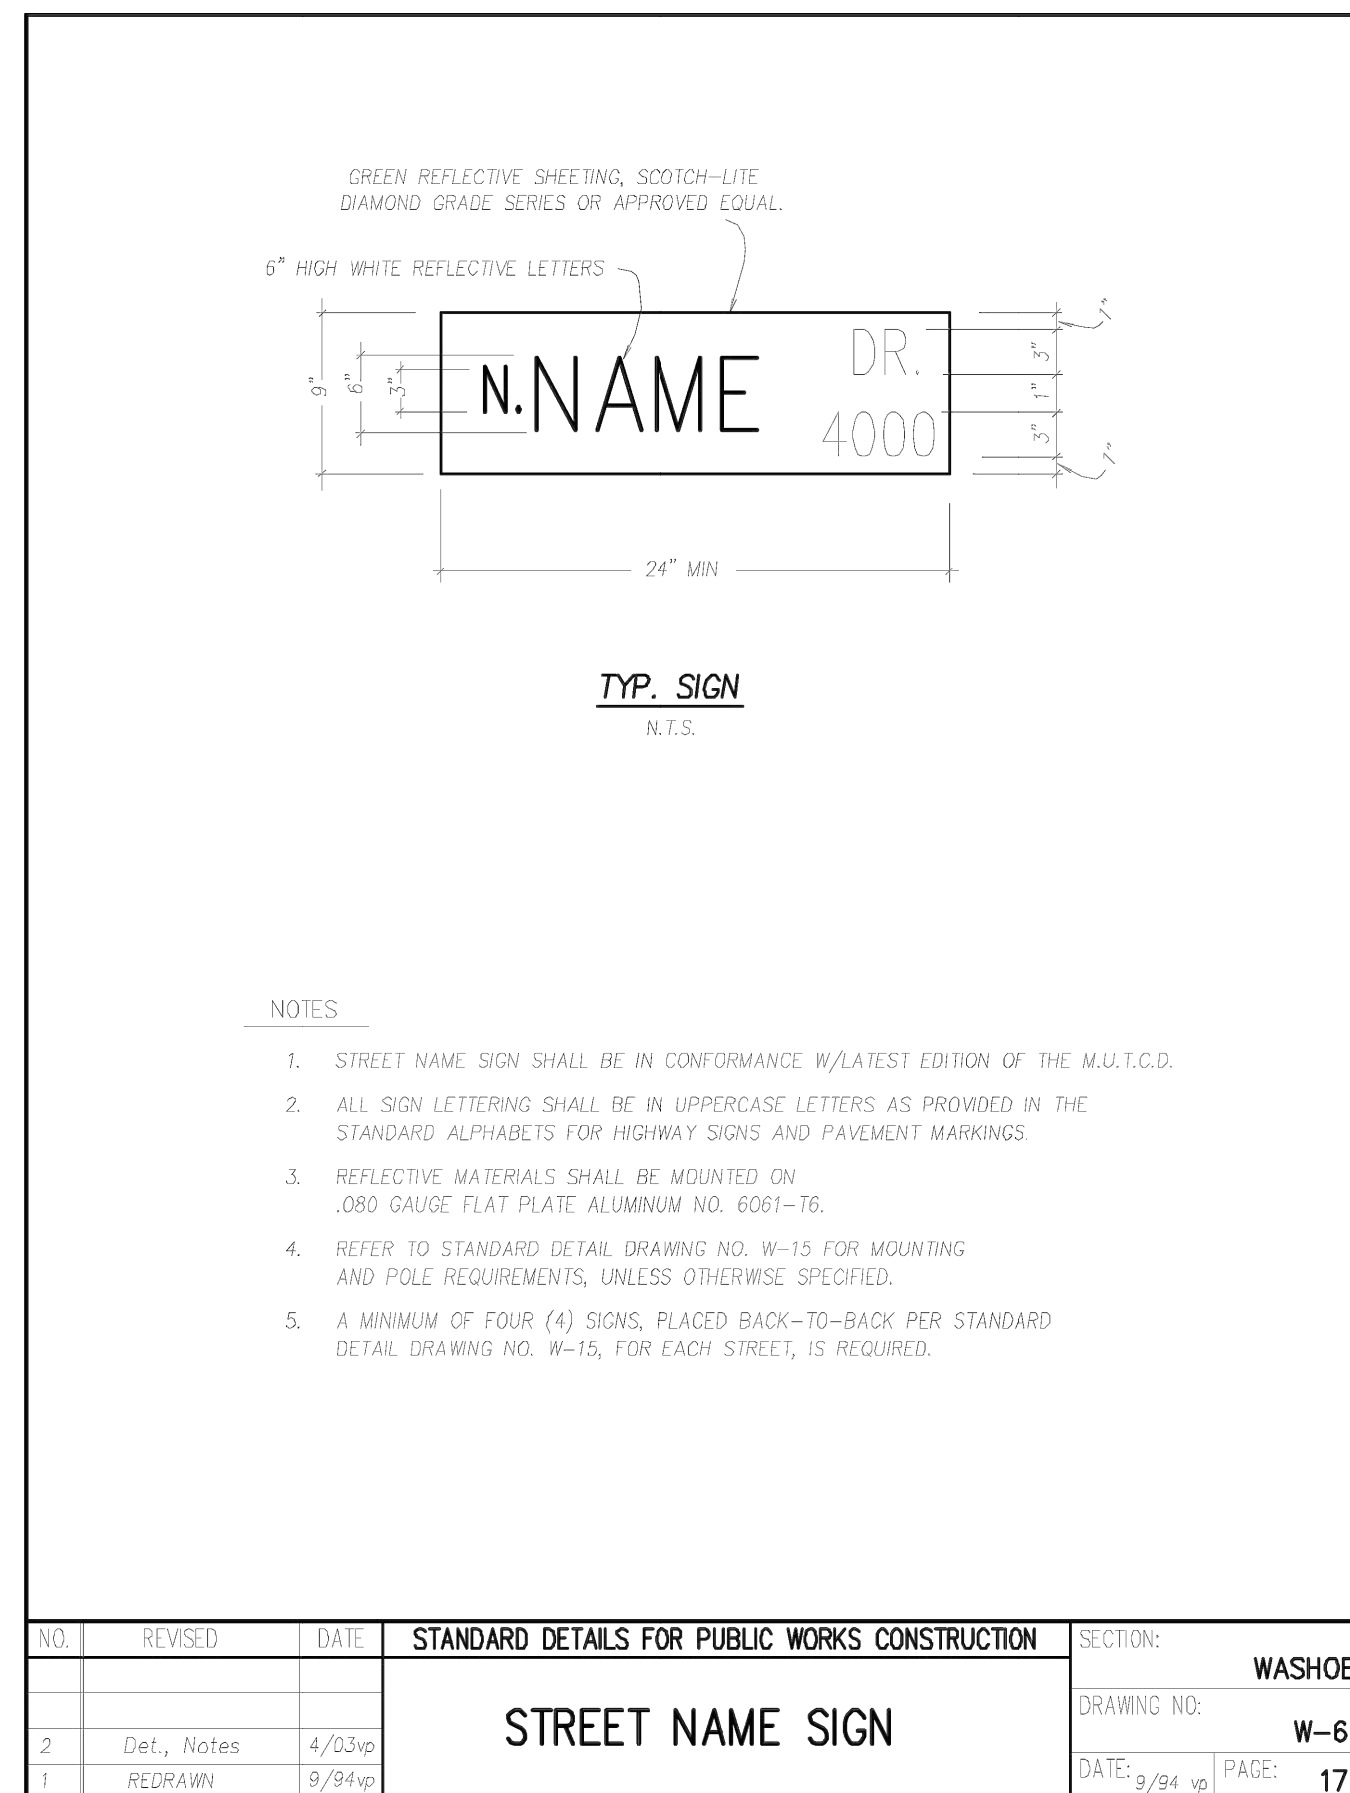 GREEN REFLECTIVE SHEETING, SCOTCH-LITE
DIAMOND GRADE SERIES OR APPROVED EQUAL.
6" HIGH WHITE REFLECTIVE LETTERS
9"
6"
3"
N. NAME
DR.
4000
1"
3"
1"
3"
1"
24" MIN
TYP. SIGN
N.T.S.
NOTES
1. STREET NAME SIGN SHALL BE IN CONFORMANCE W/LATEST EDITION OF THE M.U.T.C.D.
2. ALL SIGN LETTERING SHALL BE IN UPPERCASE LETTERS AS PROVIDED IN THE
STANDARD ALPHABETS FOR HIGHWAY SIGNS AND PAVEMENT MARKINGS.
3. REFLECTIVE MATERIALS SHALL BE MOUNTED ON
.080 GAUGE FLAT PLATE ALUMINUM NO. 6061-T6.
4. REFER TO STANDARD DETAIL DRAWING NO. W-15 FOR MOUNTING
AND POLE REQUIREMENTS, UNLESS OTHERWISE SPECIFIED.
5. A MINIMUM OF FOUR (4) SIGNS, PLACED BACK-TO-BACK PER STANDARD
DETAIL DRAWING NO. W-15, FOR EACH STREET, IS REQUIRED.
NO. REVISED DATE
2 Det., Notes 4/03vp
1 REDRAWN 9/94vp
STANDARD DETAILS FOR PUBLIC WORKS CONSTRUCTION
STREET NAME SIGN
SECTION:
WASHOE
DRAWING NO:
W-6
DATE: 9/94 vp PAGE: 17